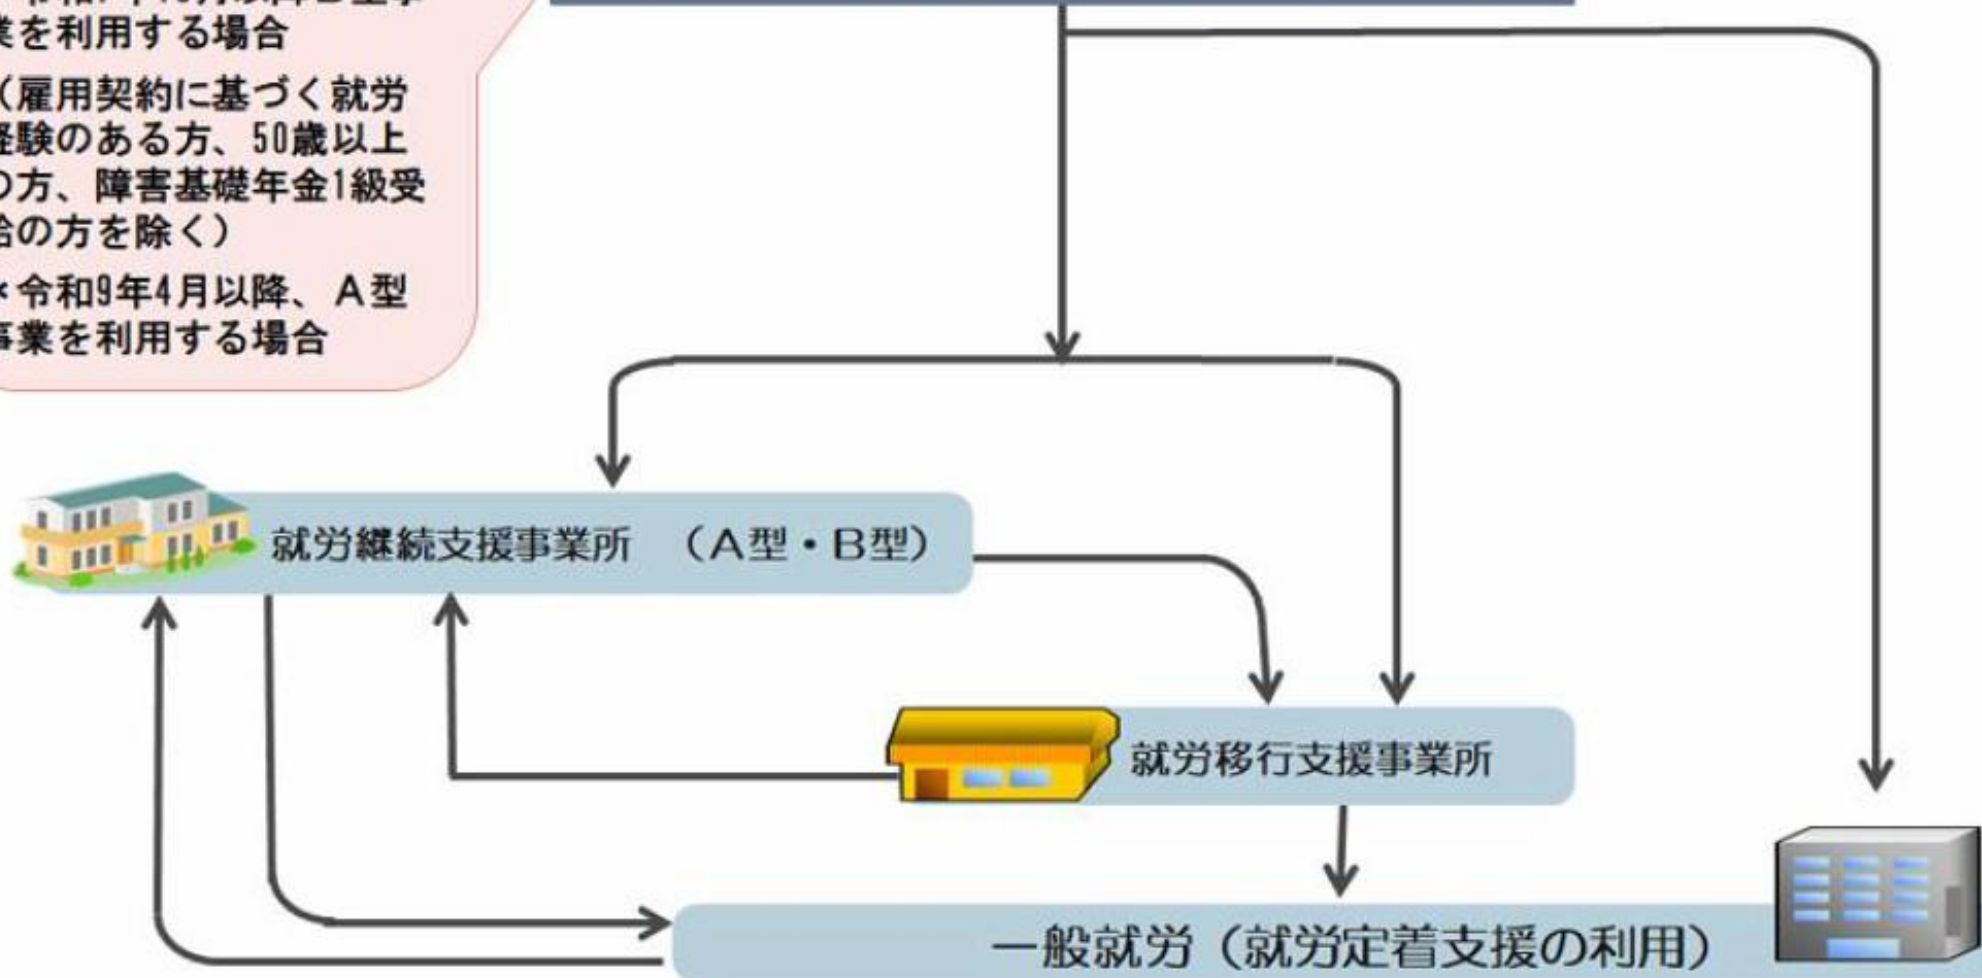 業を利用する場合
（雇用契約に基づく就労
経験のある方、50歳以上
の方、障害基礎年金1級受
給の方を除く）
*令和9年4月以降、A型
事業を利用する場合
就労継続支援事業所　（A型・B型）
就労移行支援事業所
一般就労（就労定着支援の利用）